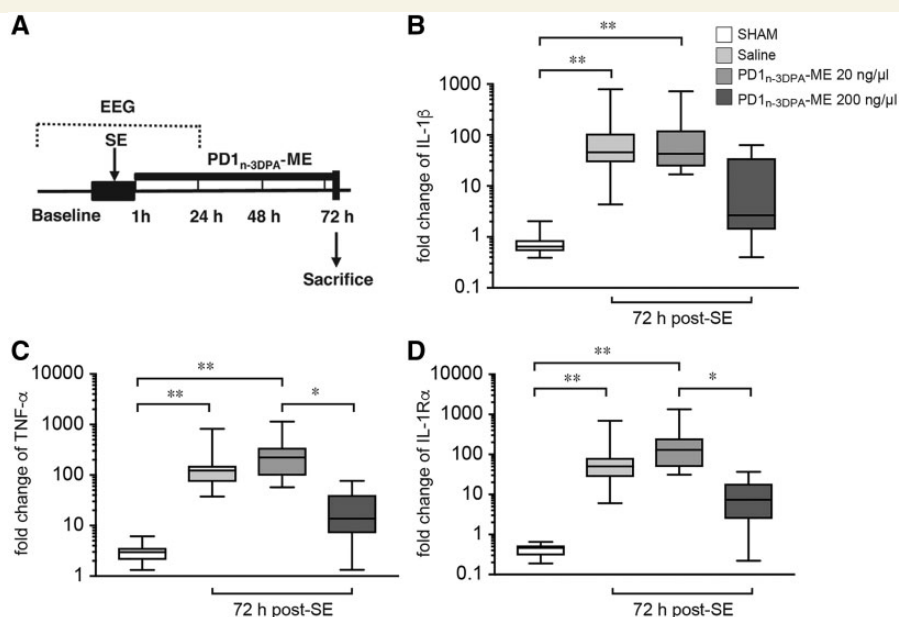 A
EEG
SE
PD1n-3DPA-ME
Baseline 1h 24 h 48 h 72 h
Sacrifice
B
SHAM
Saline
PD1n-3DPA-ME 20 ng/µl
PD1n-3DPA-ME 200 ng/µl
**
**
fold change of IL-1β
1000
100
10
1
0.1
72 h post-SE
C
**
**
*
fold change of TNF-α
10000
1000
100
10
1
72 h post-SE
D
**
**
*
fold change of IL-1Rα
10000
1000
100
10
1
0.1
72 h post-SE